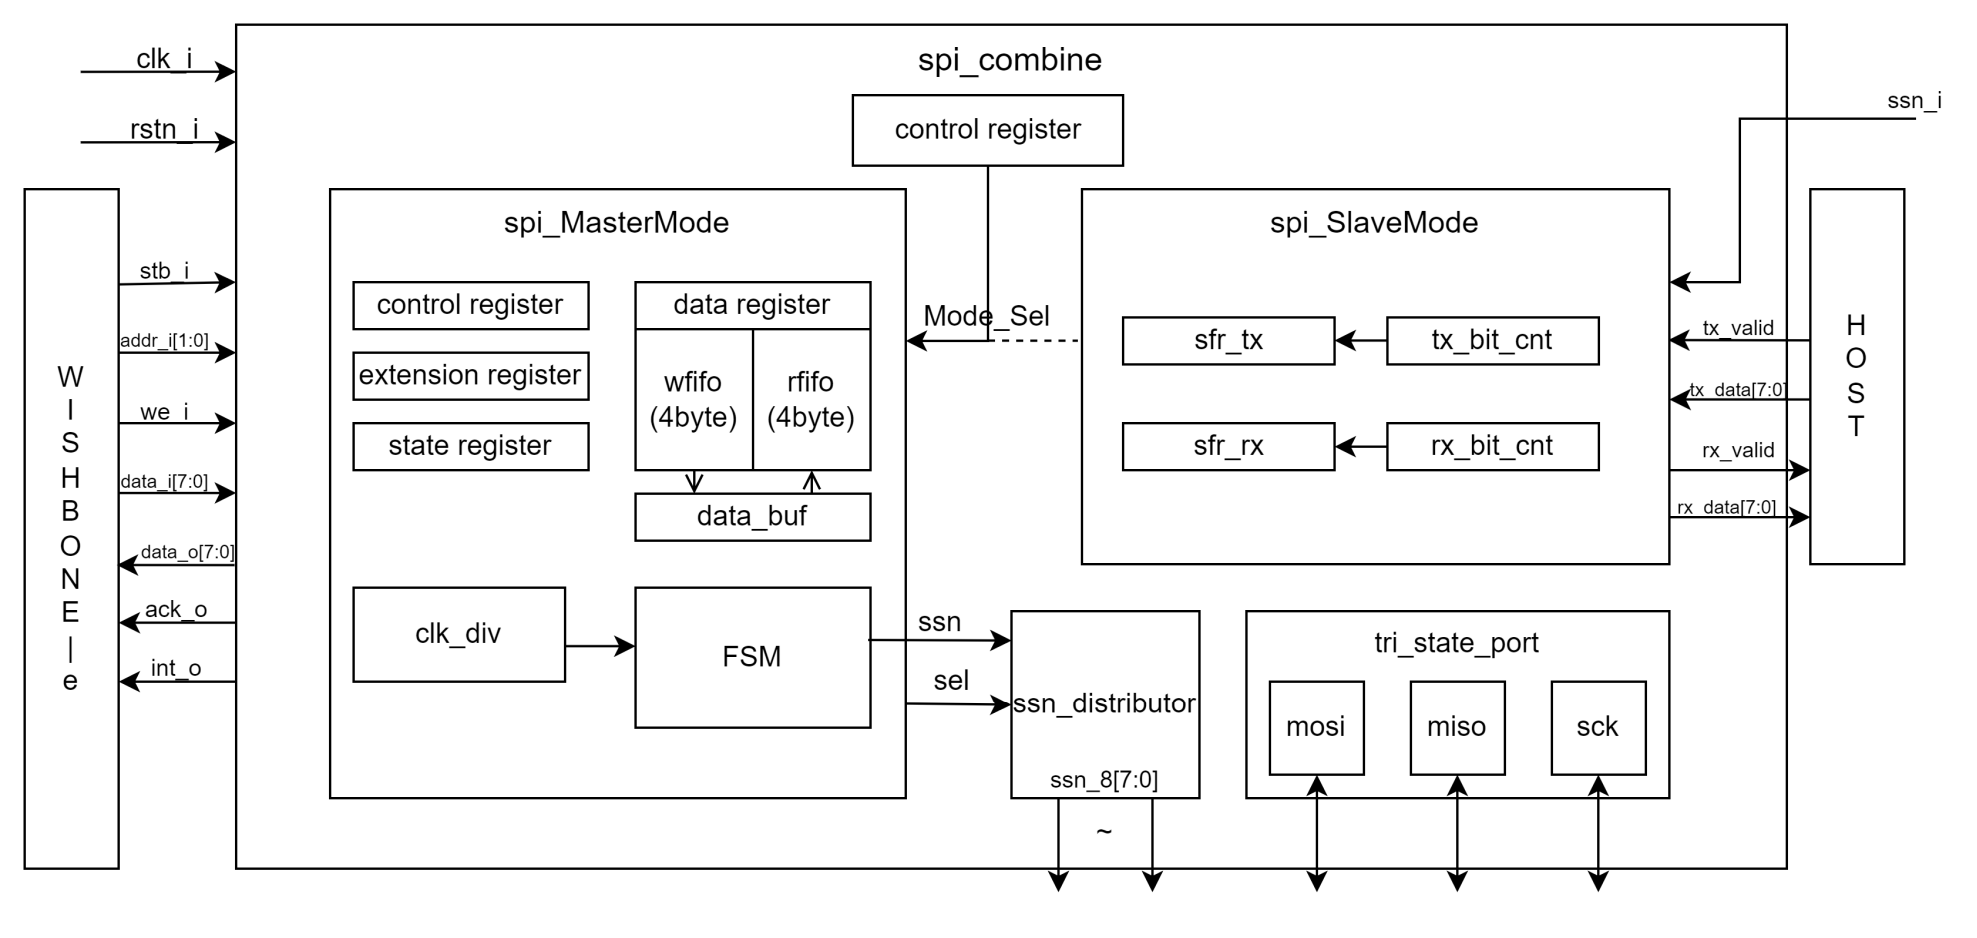 spi_combine
clk_i
rstn_i
control register
ssn_i
spi_MasterMode
spi_SlaveMode
WISHBONE|e
stb_i
addr_i[1:0]
we_i
data_i[7:0]
data_o[7:0]
ack_o
int_o
control register
extension register
state register
data register
wfifo
(4byte)
rfifo
(4byte)
data_buf
clk_div
FSM
Mode_Sel
sfr_tx
tx_bit_cnt
sfr_rx
rx_bit_cnt
tx_valid
tx_data[7:0]
rx_valid
rx_data[7:0]
HOST
ssn
sel
ssn_distributor
ssn_8[7:0]
~
tri_state_port
mosi
miso
sck